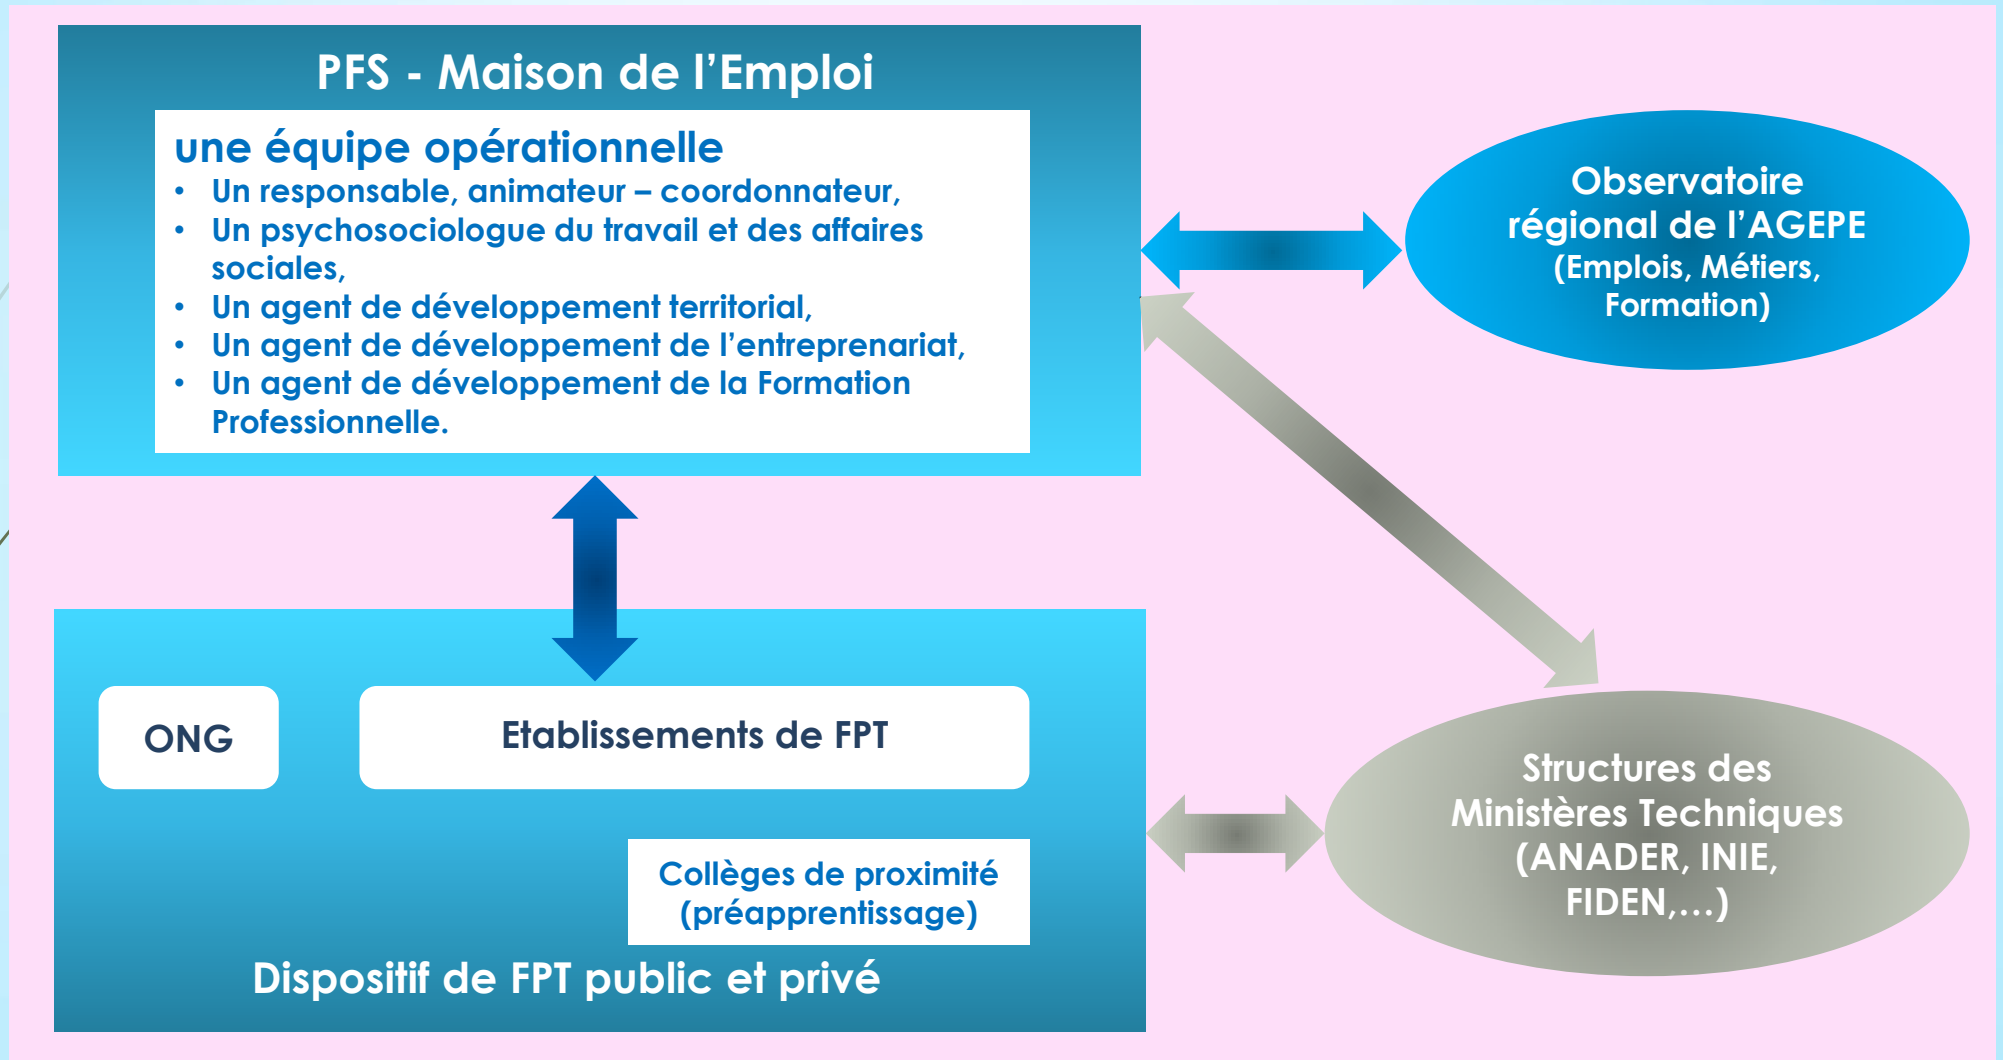 PFS - Maison de l’Emploi
une équipe opérationnelle
• Un responsable, animateur – coordonnateur,
• Un psychosociologue du travail et des affaires
sociales,
• Un agent de développement territorial,
• Un agent de développement de l’entreprenariat,
• Un agent de développement de la Formation
Professionnelle.
Observatoire
régional de l’AGEPE
(Emplois, Métiers,
Formation)
ONG
Etablissements de FPT
Collèges de proximité
(préapprentissage)
Dispositif de FPT public et privé
Structures des
Ministères Techniques
(ANADER, INIE,
FIDEN,…)